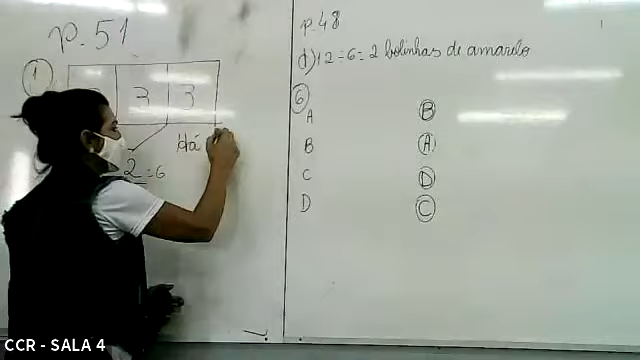 p.51
1
3 3
Há
2=6
p.48
d) 12÷6=2 bolinhas de amarelo
6
A B
B A
C D
D C
CCR - SALA 4